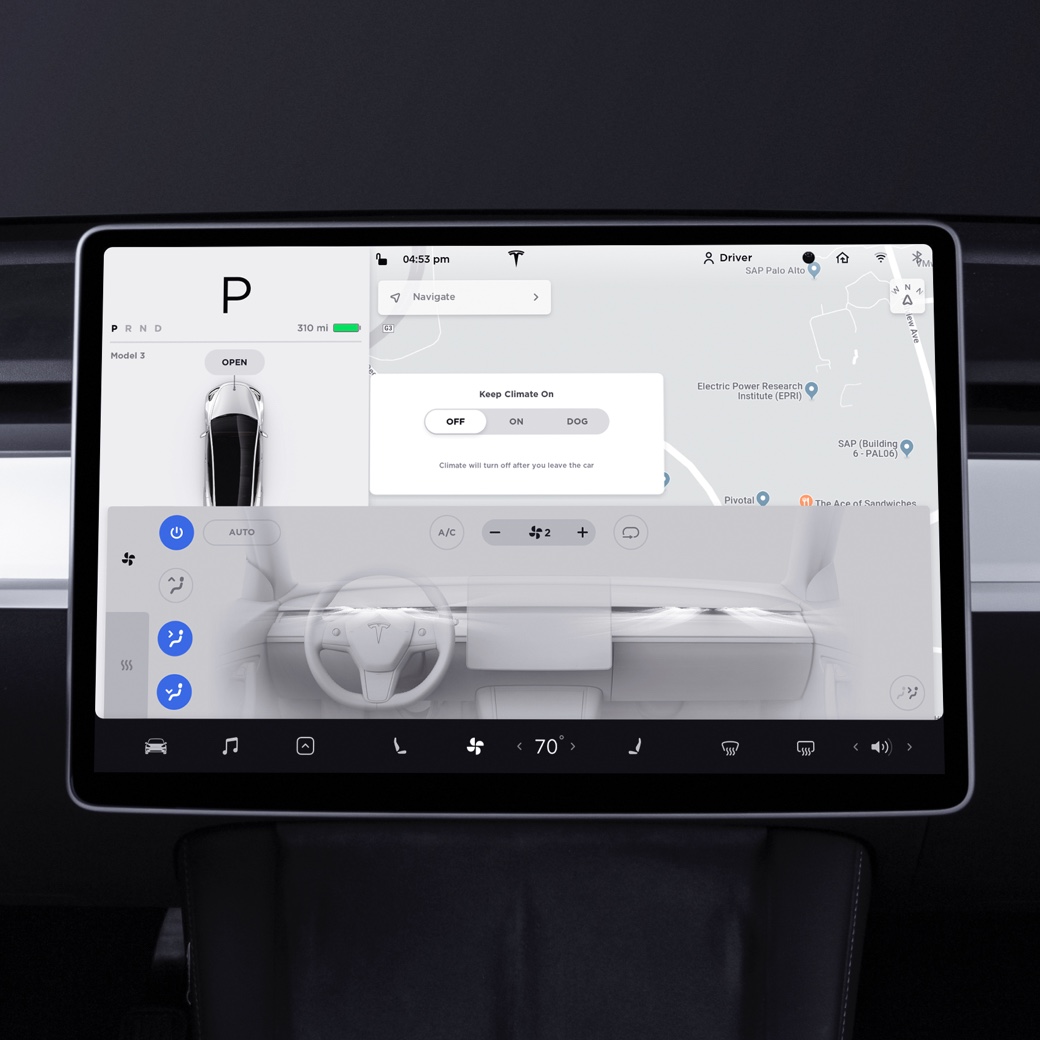 P
04:53 pm
Driver
SAP Palo Alto
Navigate
W N N
P R N D
310 mi
G3
Model 3
OPEN
ew Ave
Keep Climate On
OFF ON DOG
Climate will turn off after you leave the car
Electric Power Research
Institute (EPRI)
SAP (Building
6 - PAL06)
Pivotal
The Ace of Sandwiches
AUTO
A/C
2
70°